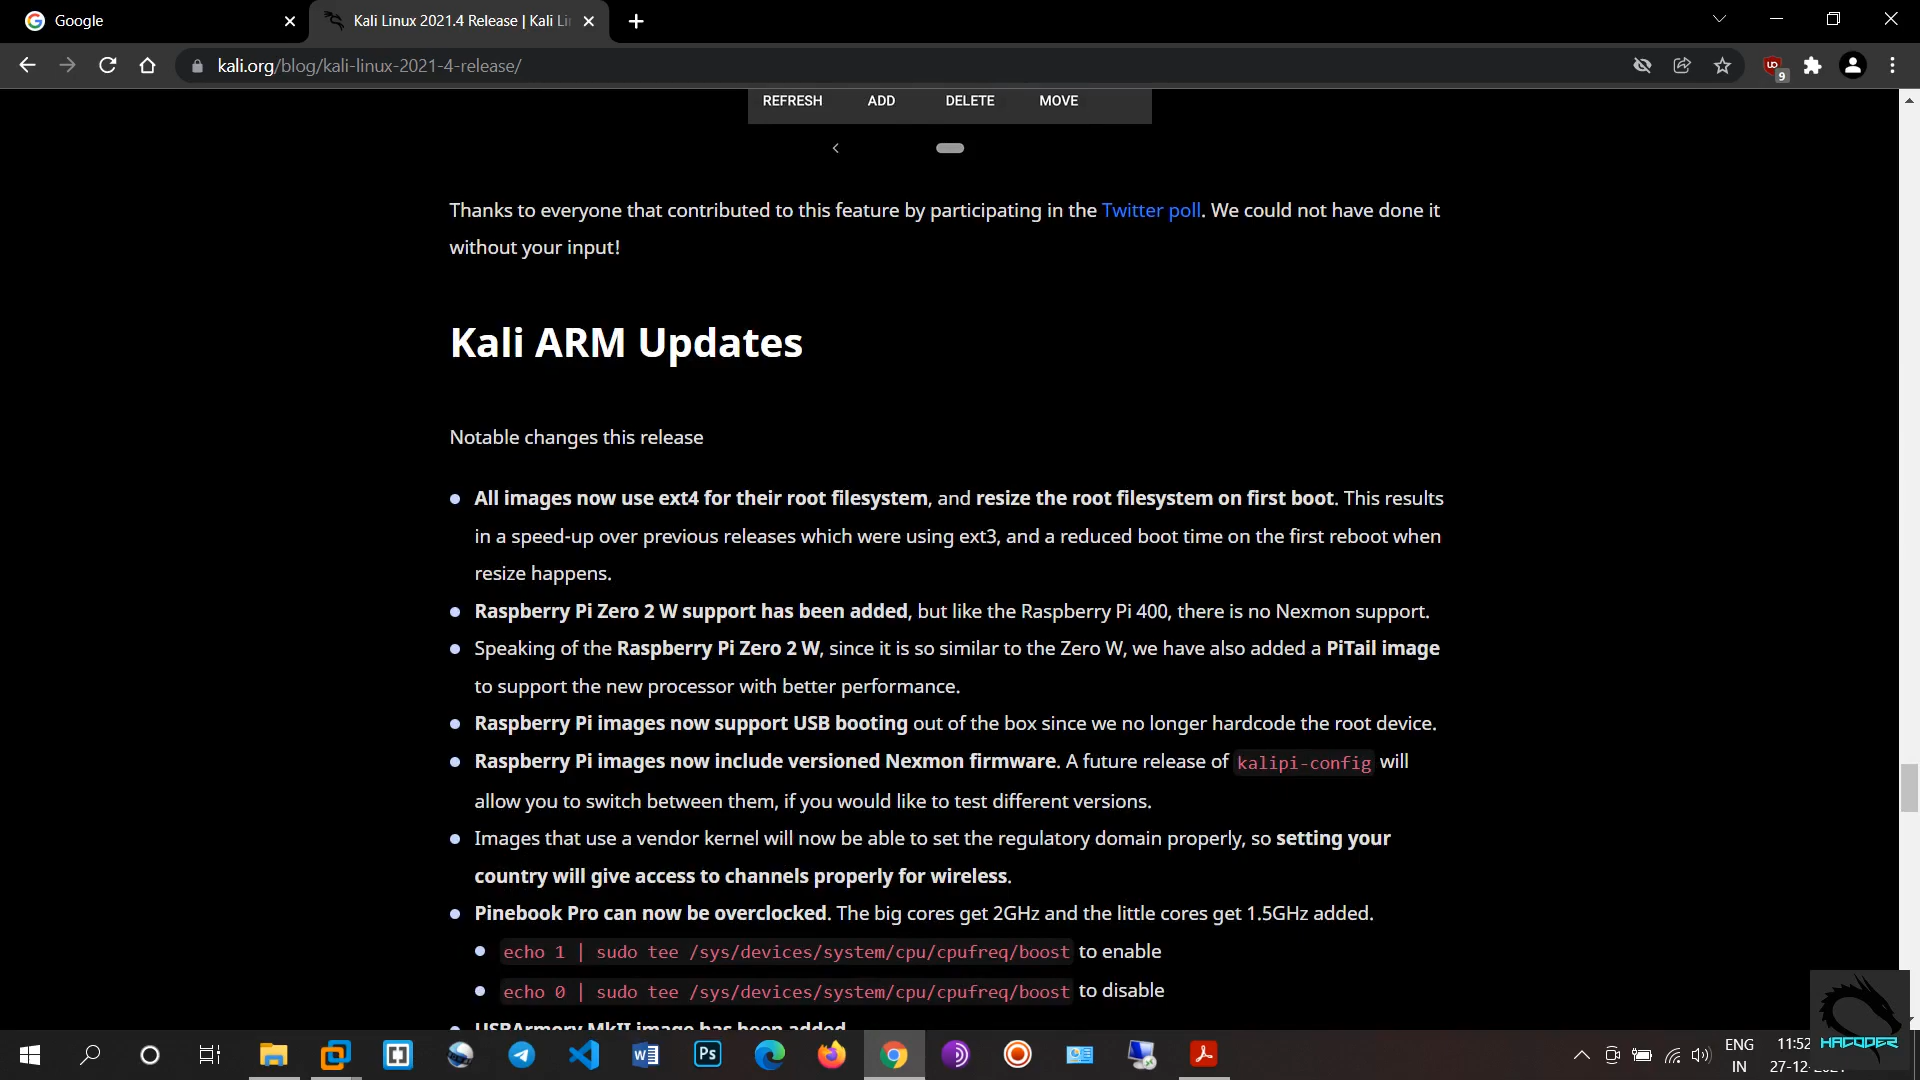 Google
Kali Linux 2021.4 Release | Kali Li
kali.org/blog/kali-linux-2021-4-release/
9
REFRESH ADD DELETE MOVE
Thanks to everyone that contributed to this feature by participating in the Twitter poll. We could not have done it
without your input!
Kali ARM Updates
Notable changes this release
All images now use ext4 for their root filesystem, and resize the root filesystem on first boot. This results
in a speed-up over previous releases which were using ext3, and a reduced boot time on the first reboot when
resize happens.
Raspberry Pi Zero 2 W support has been added, but like the Raspberry Pi 400, there is no Nexmon support.
Speaking of the Raspberry Pi Zero 2 W, since it is so similar to the Zero W, we have also added a PiTail image
to support the new processor with better performance.
Raspberry Pi images now support USB booting out of the box since we no longer hardcode the root device.
Raspberry Pi images now include versioned Nexmon firmware. A future release of kalipi-config will
allow you to switch between them, if you would like to test different versions.
Images that use a vendor kernel will now be able to set the regulatory domain properly, so setting your
country will give access to channels properly for wireless.
Pinebook Pro can now be overclocked. The big cores get 2GHz and the little cores get 1.5GHz added.
echo 1 | sudo tee /sys/devices/system/cpu/cpufreq/boost to enable
echo 0 | sudo tee /sys/devices/system/cpu/cpufreq/boost to disable
USBArmory MkII image has been added.
Ps
ENG
IN
11:52
27-12-
HACODER